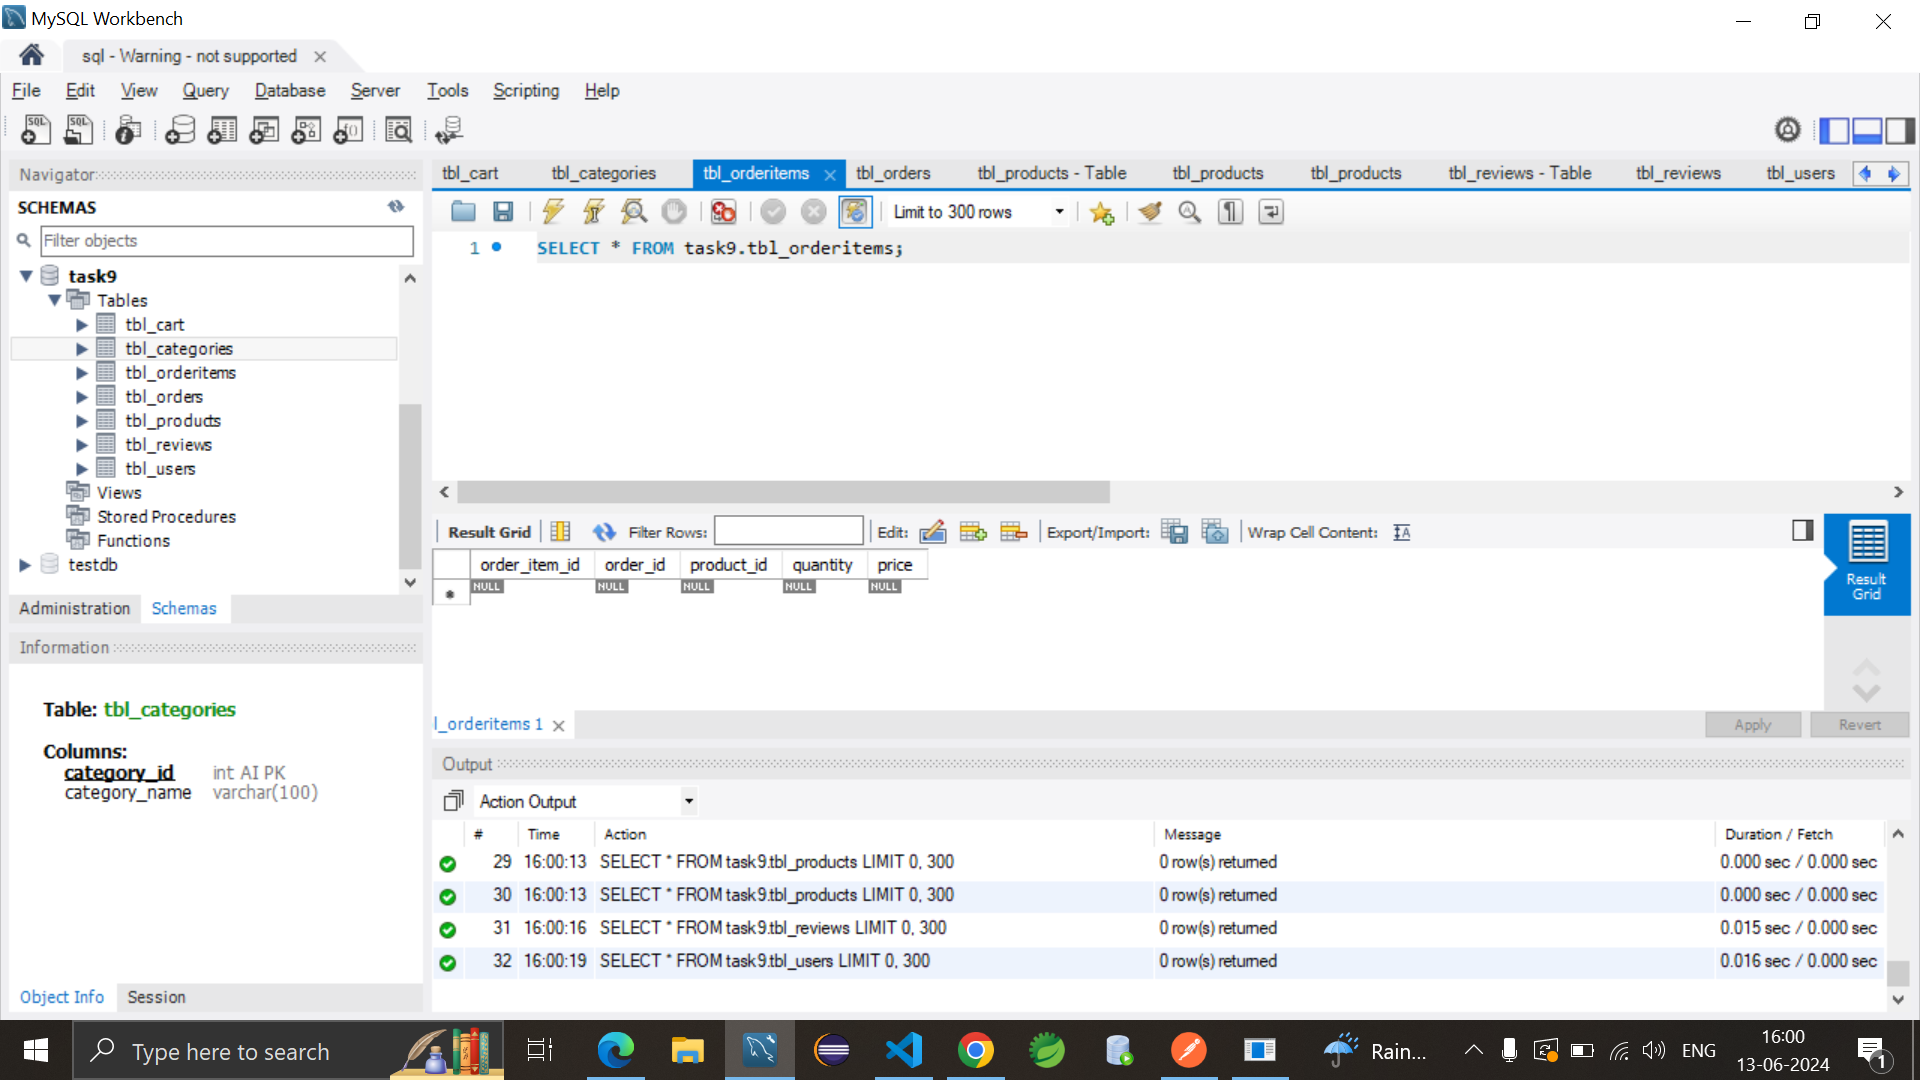 MySQL Workbench
sql - Warning - not supported
File Edit View Query Database Server Tools Scripting Help
SQL SQL
Navigator
SCHEMAS
Filter objects
task9
Tables
tbl_cart
tbl_categories
tbl_orderitems
tbl_orders
tbl_products
tbl_reviews
tbl_users
Views
Stored Procedures
Functions
testdb
Administration Schemas
Information
Table: tbl_categories
Columns:
category_id int AI PK
category_name varchar(100)
Object Info Session
tbl_cart tbl_categories tbl_orderitems tbl_orders tbl_products - Table tbl_products tbl_products tbl_reviews - Table tbl_reviews tbl_users
Limit to 300 rows
1 SELECT * FROM task9.tbl_orderitems;
Result Grid Filter Rows: Edit: Export/Import: Wrap Cell Content:
order_item_id order_id product_id quantity price
NULL NULL NULL NULL NULL
Result
Grid
l_orderitems 1
Apply Revert
Output
Action Output
# Time Action Message Duration / Fetch
29 16:00:13 SELECT * FROM task9.tbl_products LIMIT 0, 300 0 row(s) returned 0.000 sec / 0.000 sec
30 16:00:13 SELECT * FROM task9.tbl_products LIMIT 0, 300 0 row(s) returned 0.000 sec / 0.000 sec
31 16:00:16 SELECT * FROM task9.tbl_reviews LIMIT 0, 300 0 row(s) returned 0.015 sec / 0.000 sec
32 16:00:19 SELECT * FROM task9.tbl_users LIMIT 0, 300 0 row(s) returned 0.016 sec / 0.000 sec
Type here to search
Rain...
ENG
16:00
13-06-2024
1